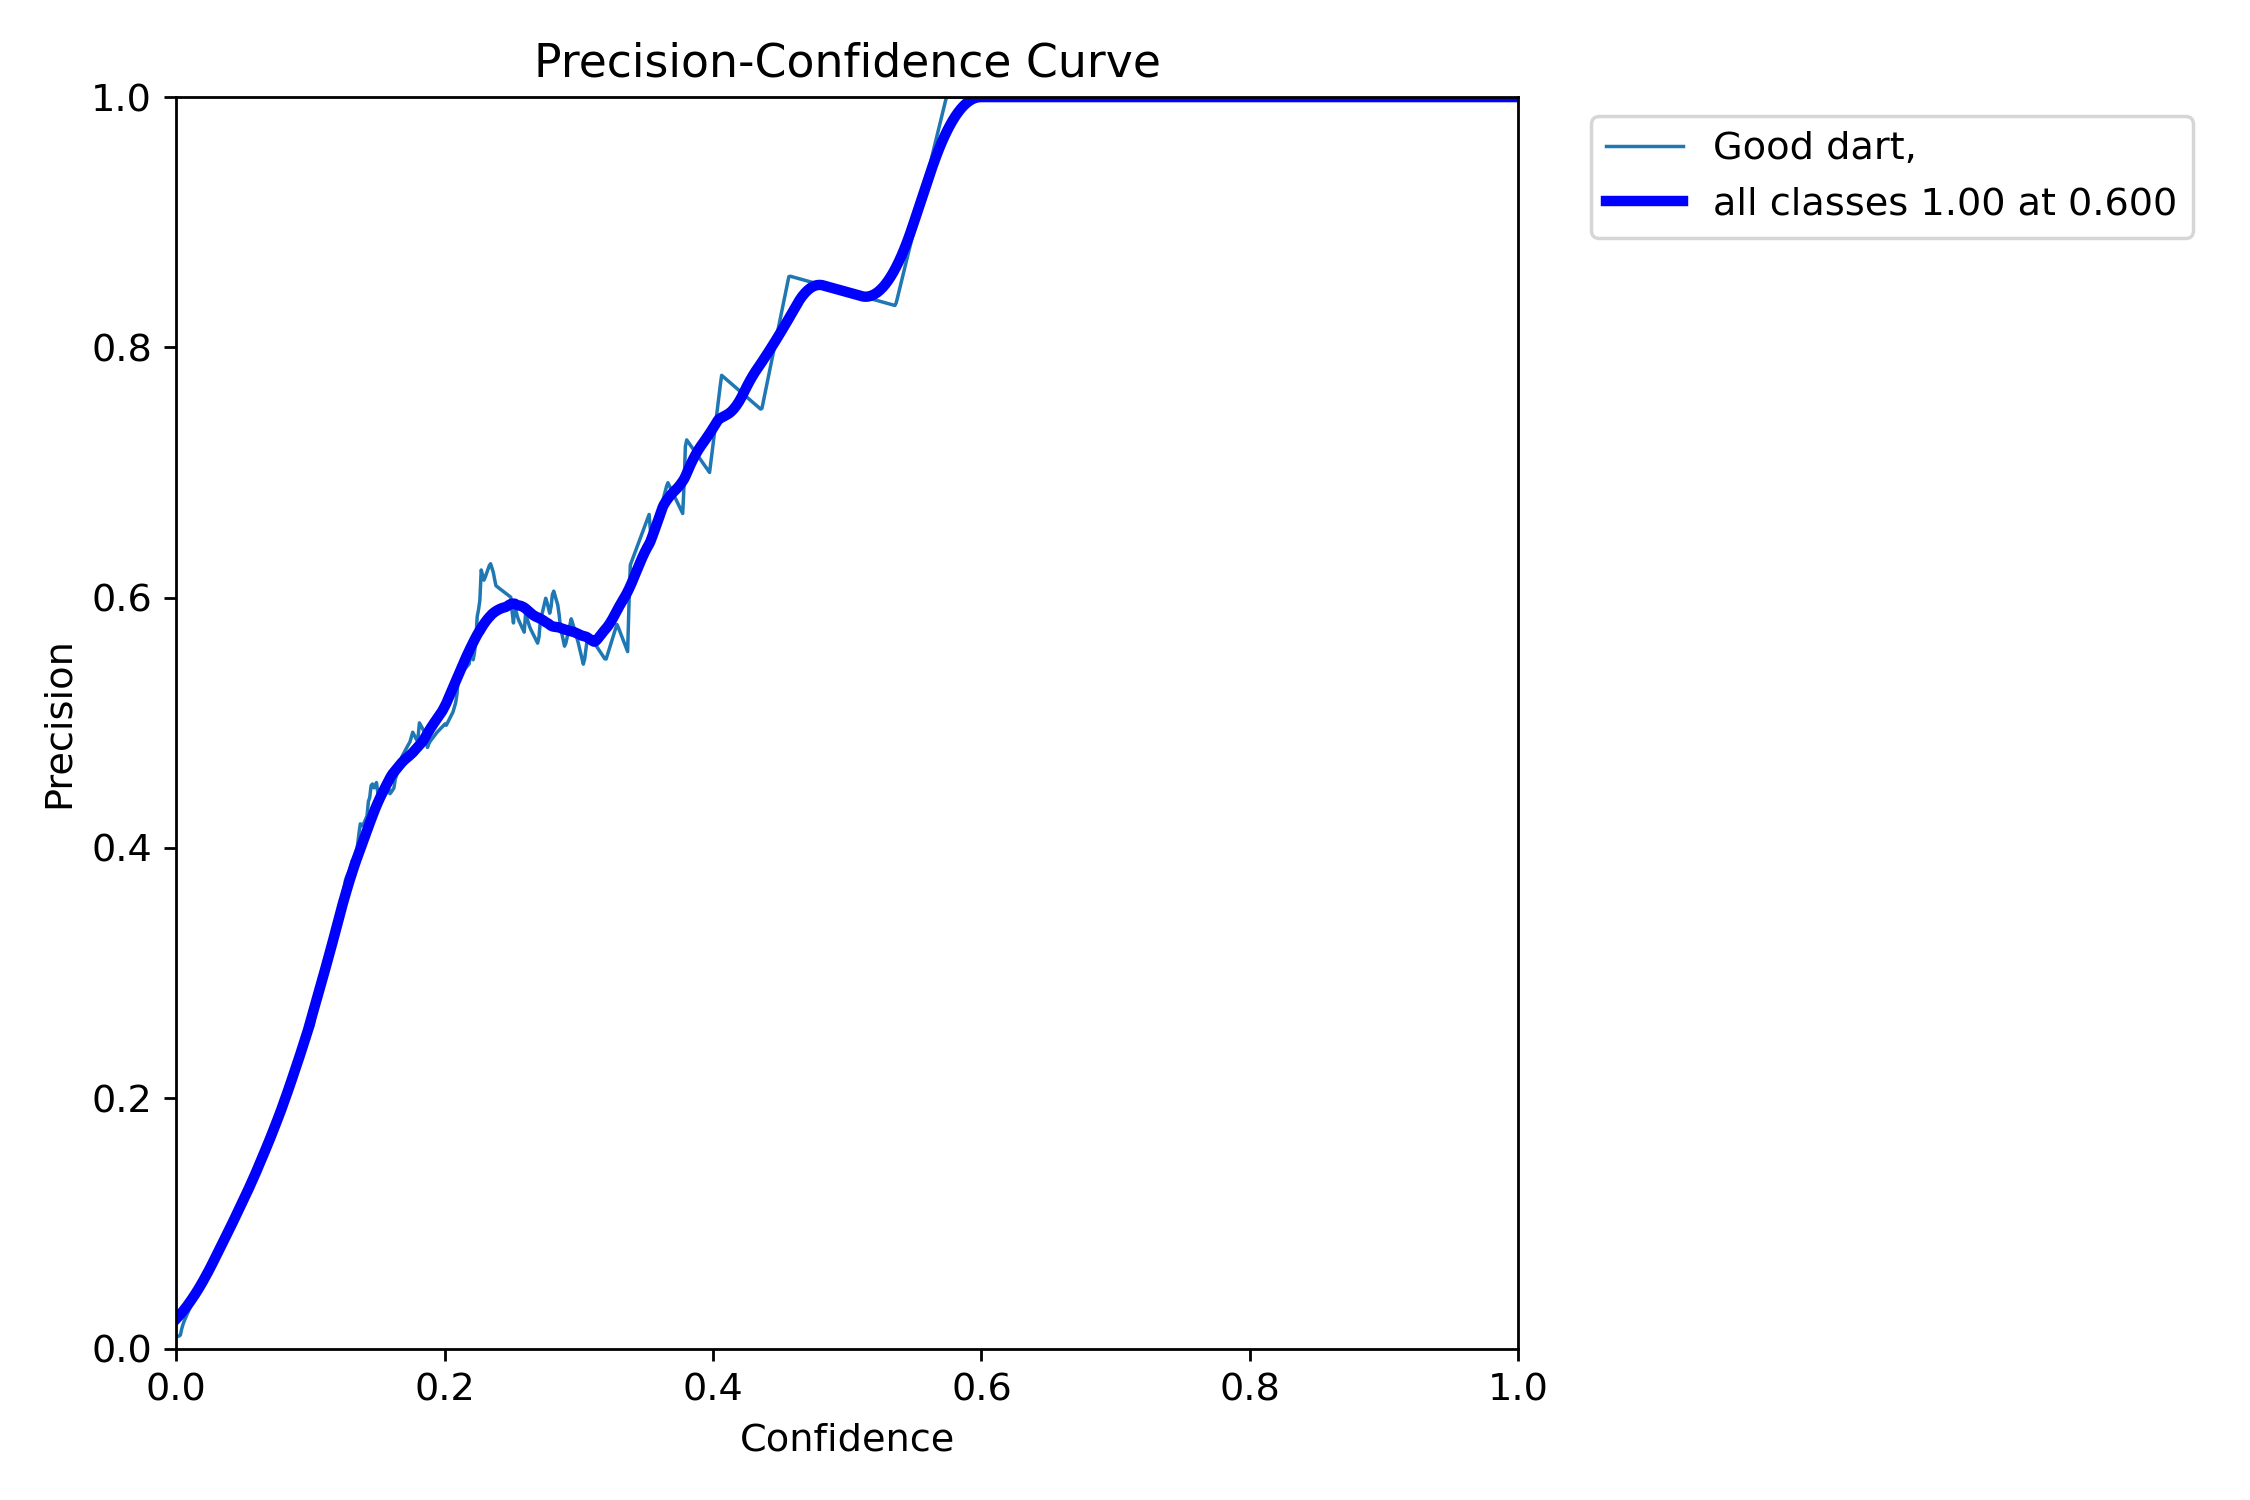 Precision-Confidence Curve
Good dart,
all classes 1.00 at 0.600
Precision
1.0
0.8
0.6
0.4
0.2
0.0
0.0 0.2 0.4 0.6 0.8 1.0
Confidence